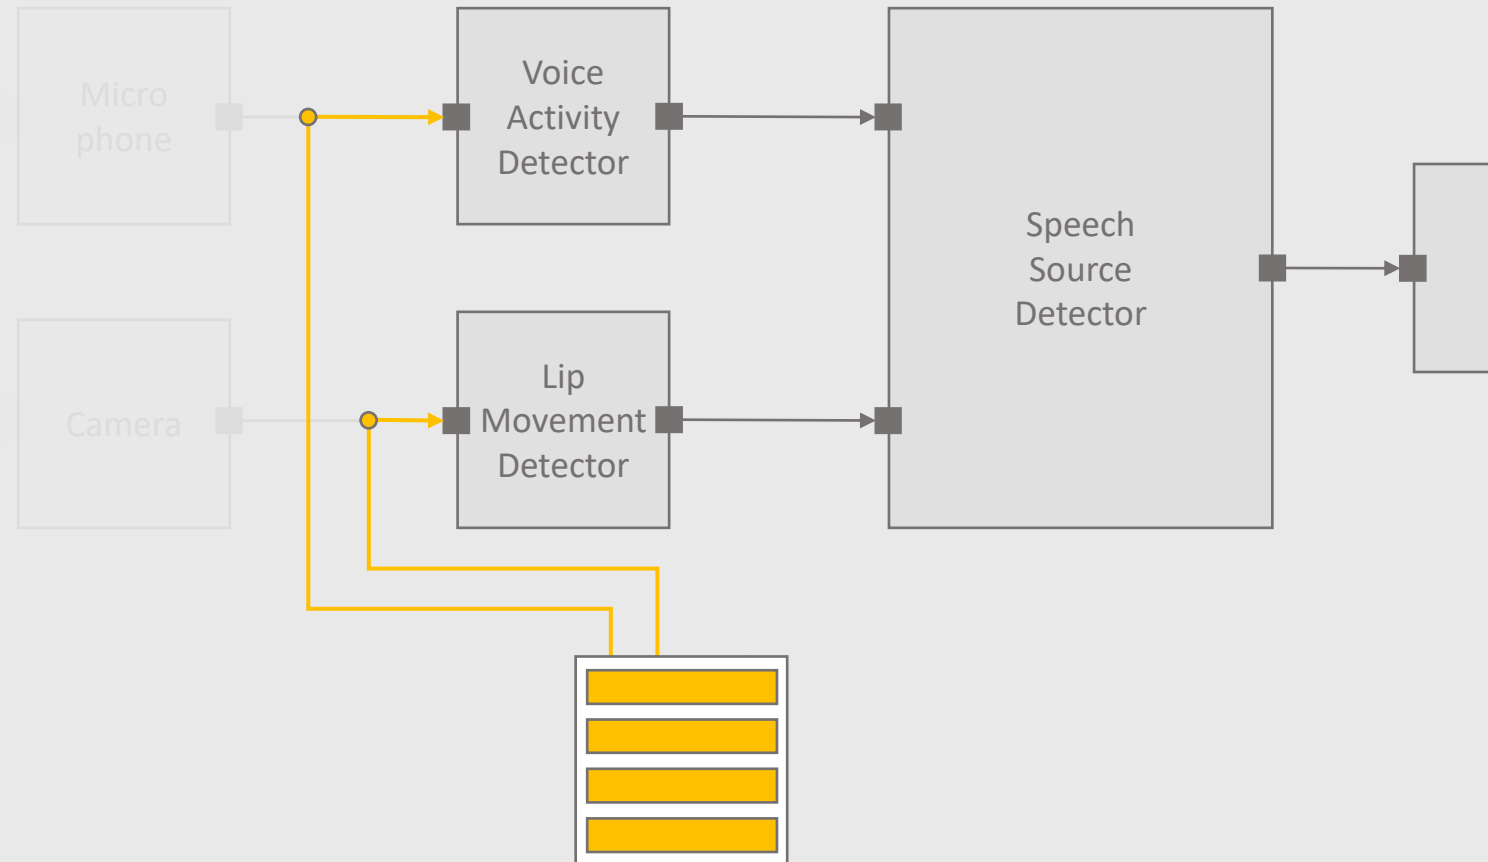 Micro
phone
Voice
Activity
Detector
Speech
Source
Detector
Camera
Lip
Movement
Detector